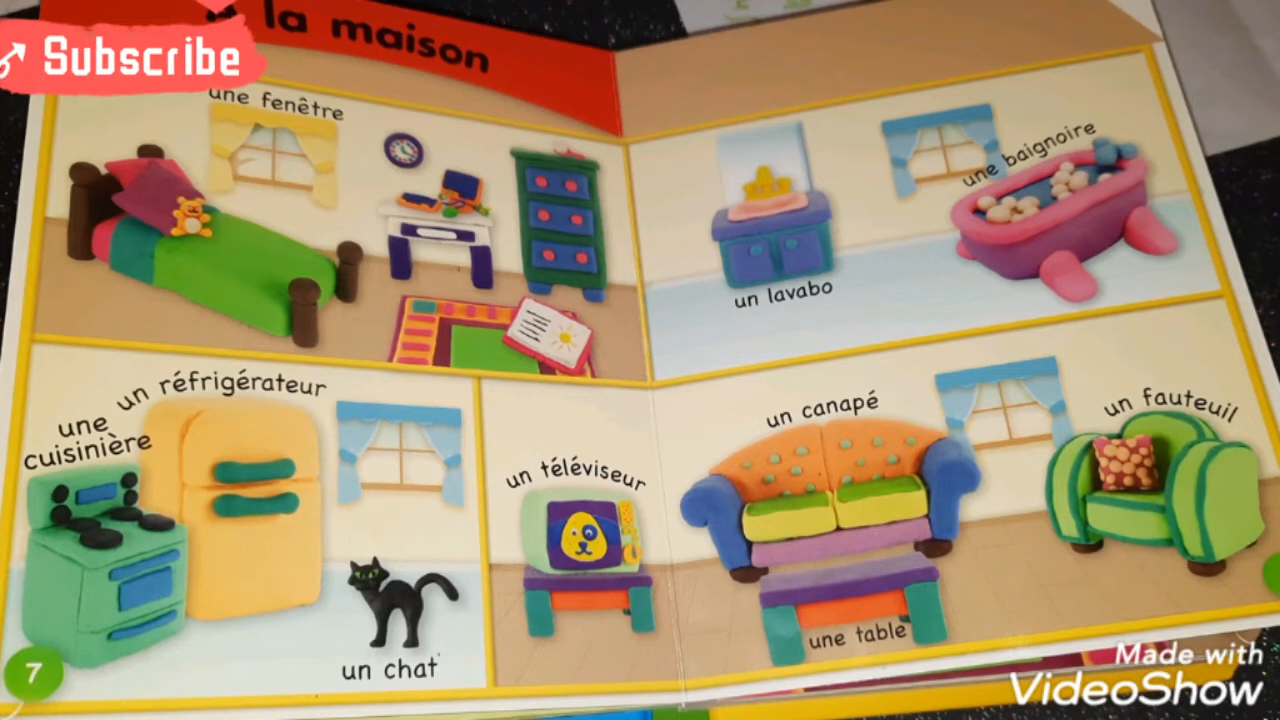 À la maison
Subscribe
une fenêtre
une baignoire
un lavabo
un réfrigérateur
une
cuisinière
un téléviseur
un canapé
un fauteuil
une table
un chat
7
Made with
VideoShow